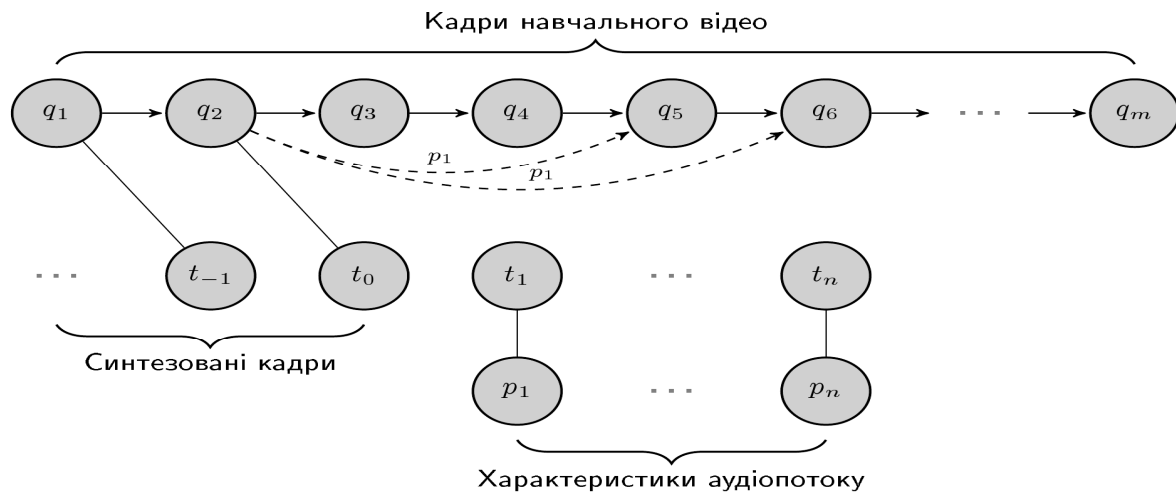 Кадри навчального відео
q1 q2 q3 q4 q5 q6 ... qm
p1
p1
... t−1 t0 t1 ... tn
Синтезовані кадри
p1 ... pn
Характеристики аудіопотоку